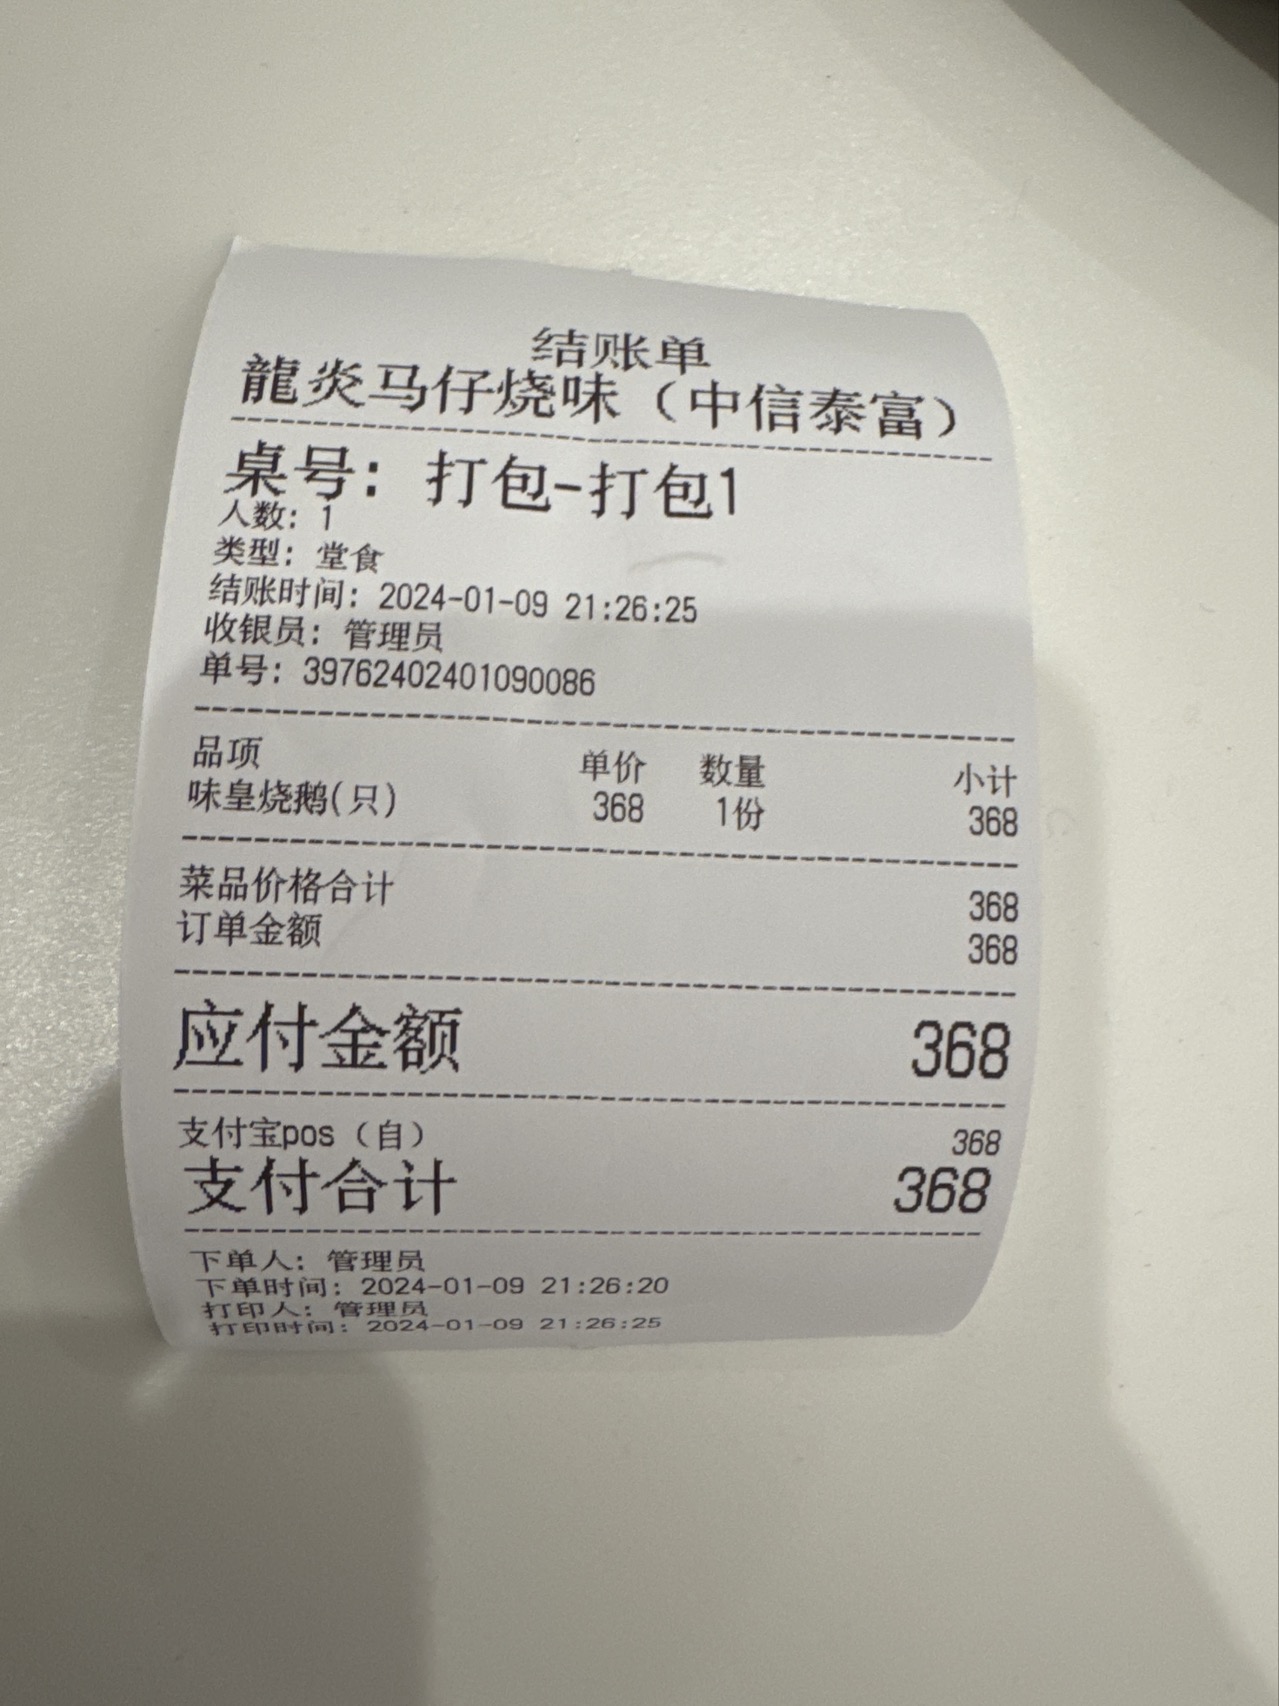 结账单
龍炎马仔烧味（中信泰富）
桌号：打包-打包1
人数：1
类型：堂食
结账时间：2024-01-09 21:26:25
收银员：管理员
单号：39762402401090086
品项 单价 数量 小计
味皇烧鹅(只) 368 1份 368
菜品价格合计 368
订单金额 368
应付金额 368
支付宝pos（自） 368
支付合计 368
下单人：管理员
下单时间：2024-01-09 21:26:20
打印人：管理员
打印时间：2024-01-09 21:26:25